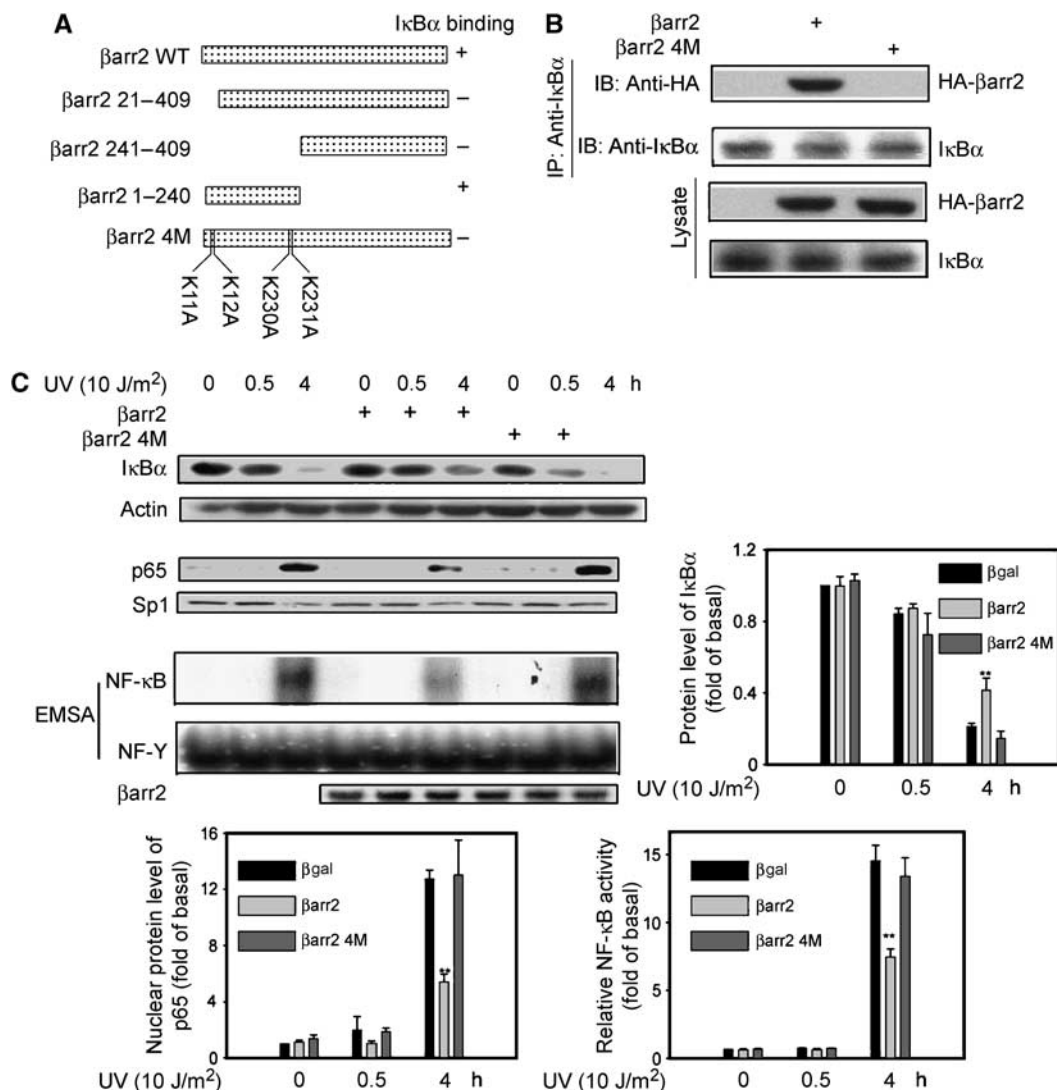 A
IκBα binding
βarr2 WT +
βarr2 21–409 –
βarr2 241–409 –
βarr2 1–240 +
βarr2 4M –
K11A K12A K230A K231A
B
βarr2 +
βarr2 4M +
IP: Anti-IκBα
IB: Anti-HA HA-βarr2
IB: Anti-IκBα IκBα
Lysate
HA-βarr2
IκBα
C
UV (10 J/m²) 0 0.5 4 0 0.5 4 0 0.5 4 h
βarr2 + + +
βarr2 4M + +
IκBα
Actin
p65
Sp1
EMSA
NF-κB
NF-Y
βarr2
Protein level of IκBα
(fold of basal)
1.2
0.8
0.4
0
βgal
βarr2
βarr2 4M
**
UV (10 J/m²) 0 0.5 4 h
Nuclear protein level of
p65 (fold of basal)
16
12
8
4
0
βgal
βarr2
βarr2 4M
**
UV (10 J/m²) 0 0.5 4 h
Relative NF-κB activity
(fold of basal)
15
10
5
0
βgal
βarr2
βarr2 4M
**
UV (10 J/m²) 0 0.5 4 h